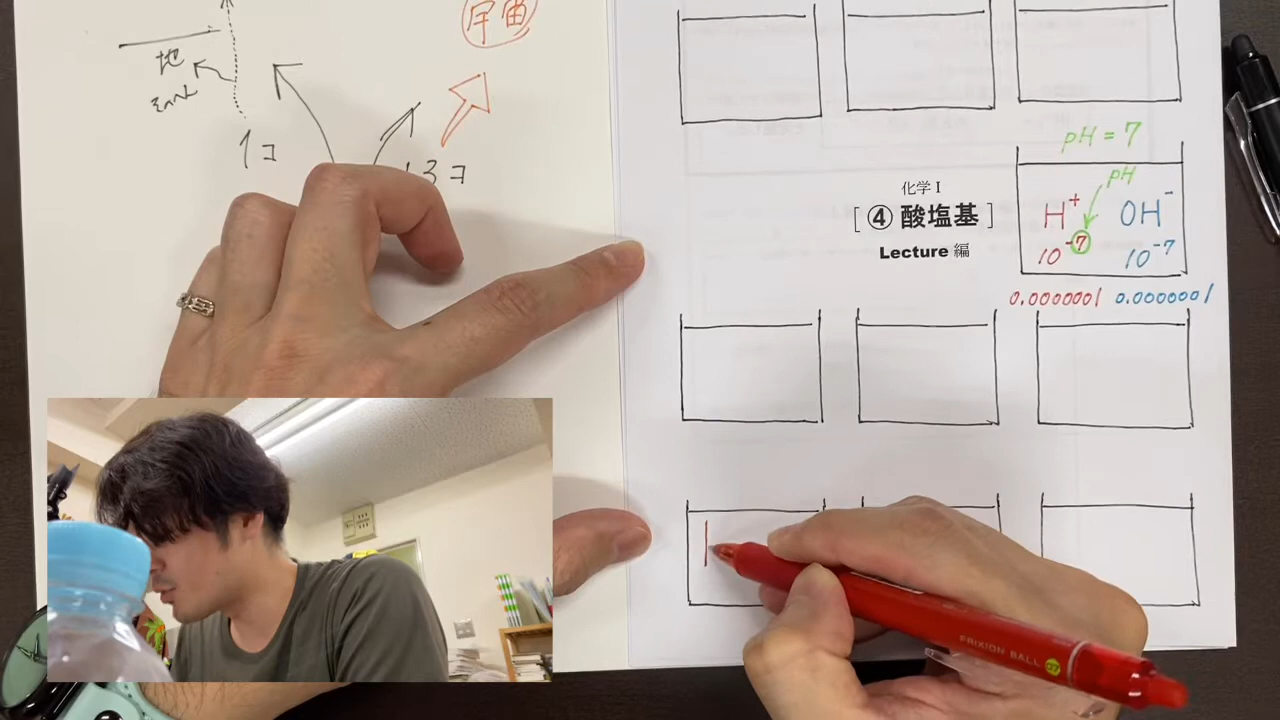 宇宙
地
1コ
13コ
pH = 7
pH
H⁺ OH⁻
10⁻⁷ 10⁻⁷
0.0000001 0.0000001
化学Ⅰ
[ ④ 酸塩基 ]
Lecture 編
FRIXION BALL 07